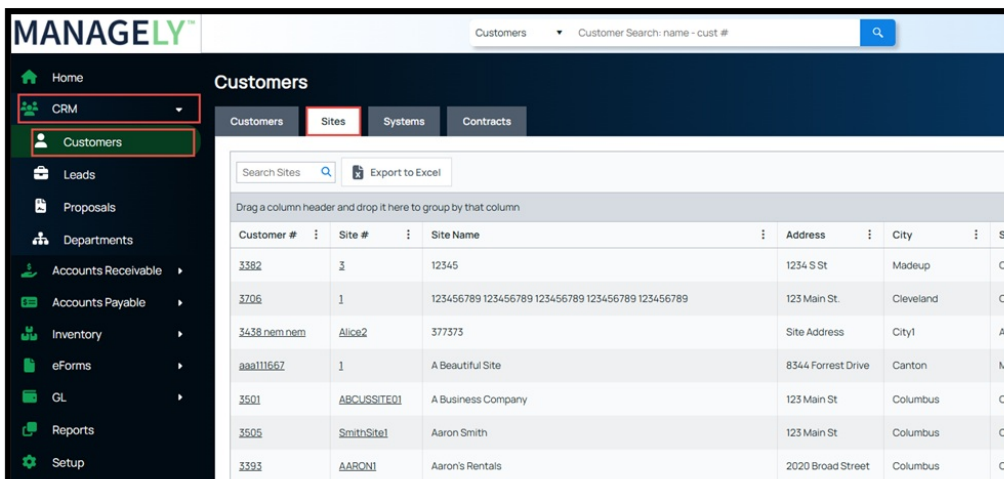 MANAGELY™
Customers Customer Search: name - cust #
Home
CRM
Customers
Leads
Proposals
Departments
Accounts Receivable
Accounts Payable
Inventory
eForms
GL
Reports
Setup
Customers
Customers Sites Systems Contracts
Search Sites Export to Excel
Drag a column header and drop it here to group by that column
Customer # Site # Site Name Address City S
3382 3 12345 1234 S St Madeup C
3706 1 123456789 123456789 123456789 123456789 123456789 123 Main St. Cleveland C
3438 nem nem Alice2 377373 Site Address City1 A
aaa111667 1 A Beautiful Site 8344 Forrest Drive Canton M
3501 ABCUSSITE01 A Business Company 123 Main St Columbus C
3505 SmithSite1 Aaron Smith 123 Main St Columbus C
3393 AARON1 Aaron's Rentals 2020 Broad Street Columbus C